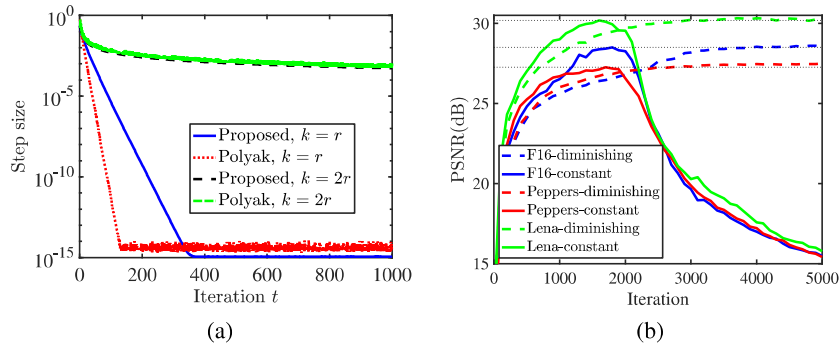 10^0
10^-5
10^-10
10^-15
Step size
Proposed, k = r
Polyak, k = r
Proposed, k = 2r
Polyak, k = 2r
0 200 400 600 800 1000
Iteration t
(a)
30
25
20
15
PSNR(dB)
F16-diminishing
F16-constant
Peppers-diminishing
Peppers-constant
Lena-diminishing
Lena-constant
0 1000 2000 3000 4000 5000
Iteration
(b)